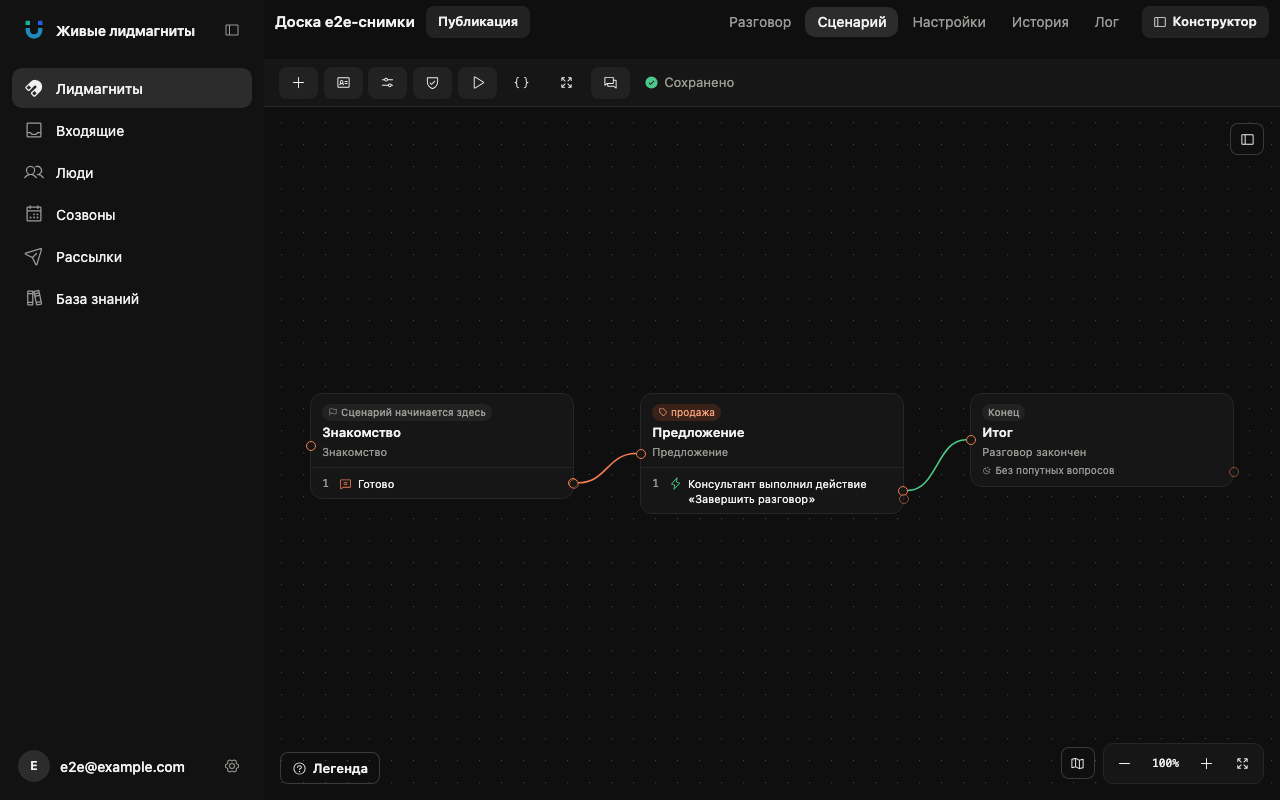 Живые лидмагниты
Лидмагниты
Входящие
Люди
Созвоны
Рассылки
База знаний
E
e2e@example.com
Доска e2e-снимки
Публикация
Разговор
Сценарий
Настройки
История
Лог
Конструктор
{ }
Сохранено
Сценарий начинается здесь
Знакомство
Знакомство
1 Готово
продажа
Предложение
Предложение
1 Консультант выполнил действие
«Завершить разговор»
Конец
Итог
Разговор закончен
Без попутных вопросов
Легенда
100%